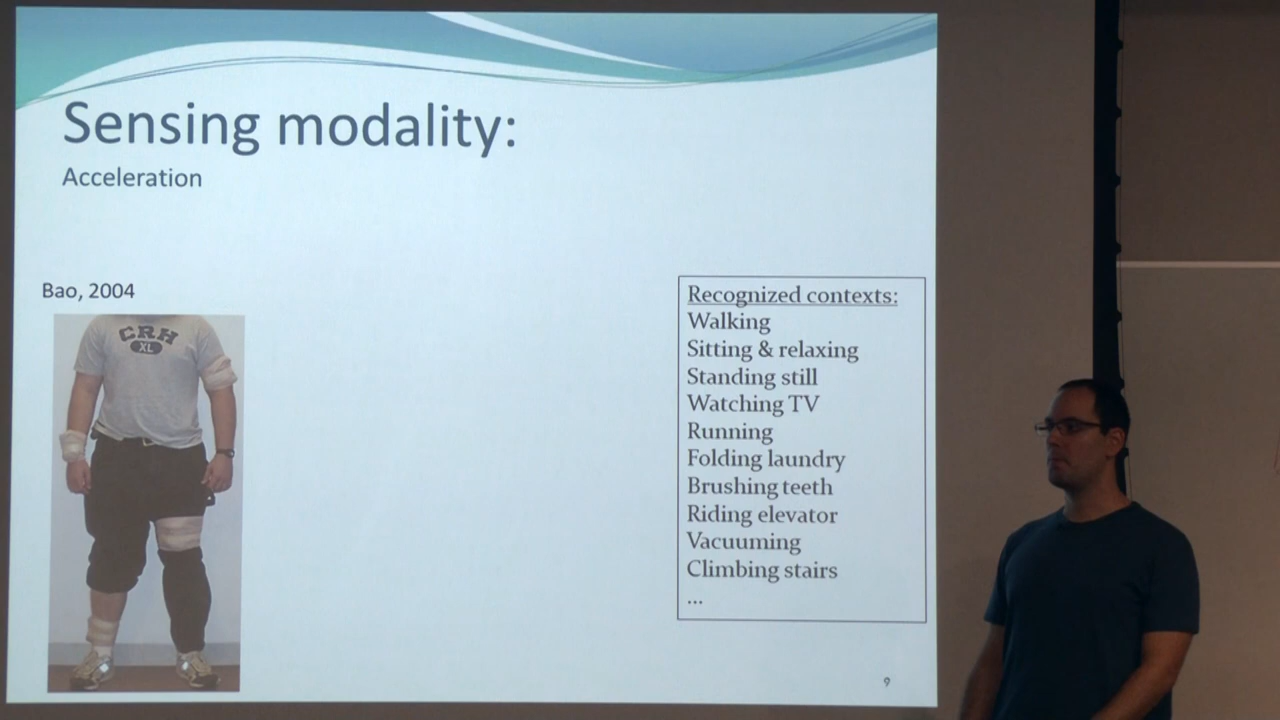 Sensing modality:
Acceleration
Bao, 2004
CRH
XL
Recognized contexts:
Walking
Sitting & relaxing
Standing still
Watching TV
Running
Folding laundry
Brushing teeth
Riding elevator
Vacuuming
Climbing stairs
...
9